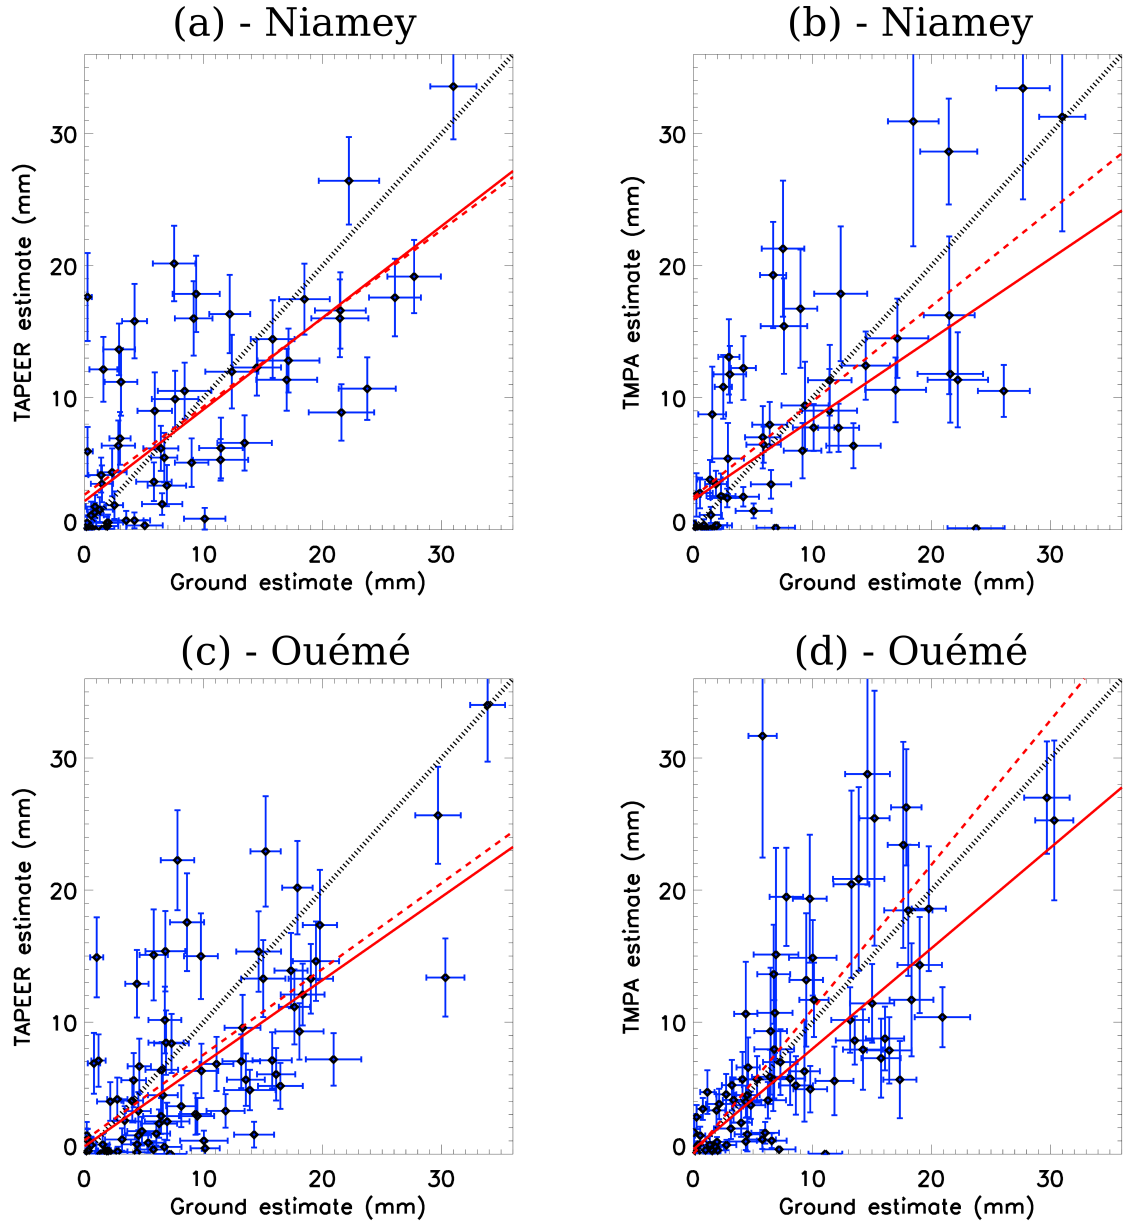 (a) - Niamey
(b) - Niamey
TAPEER estimate (mm)
30
20
10
0
0 10 20 30
Ground estimate (mm)
TMPA estimate (mm)
30
20
10
0
0 10 20 30
Ground estimate (mm)
(c) - Ouémé
(d) - Ouémé
TAPEER estimate (mm)
30
20
10
0
0 10 20 30
Ground estimate (mm)
TMPA estimate (mm)
30
20
10
0
0 10 20 30
Ground estimate (mm)